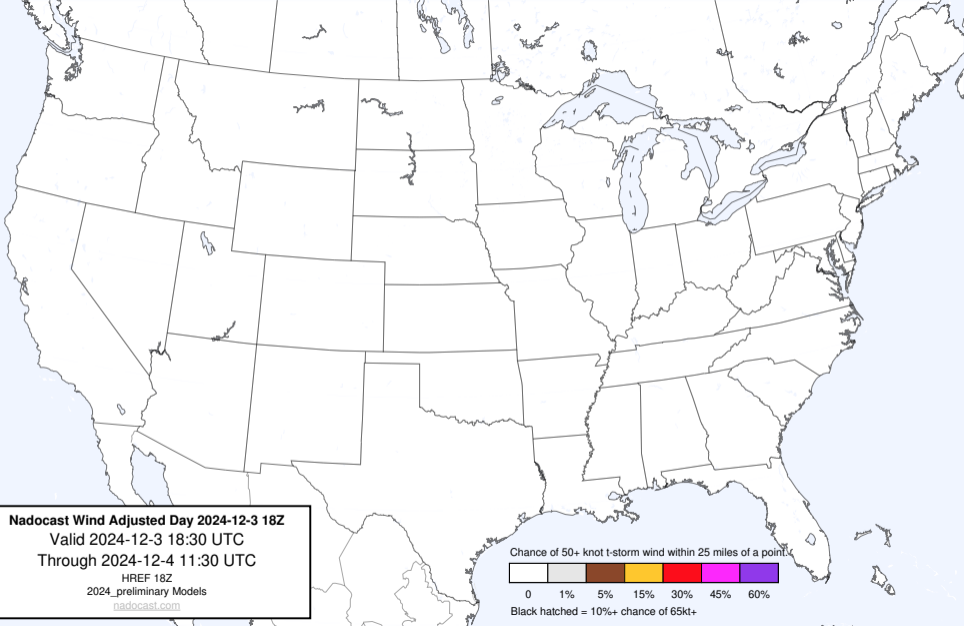 Nadocast Wind Adjusted Day 2024-12-3 18Z
Valid 2024-12-3 18:30 UTC
Through 2024-12-4 11:30 UTC
HREF 18Z
2024_preliminary Models
nadocast.com
Chance of 50+ knot t-storm wind within 25 miles of a point.
0 1% 5% 15% 30% 45% 60%
Black hatched = 10%+ chance of 65kt+